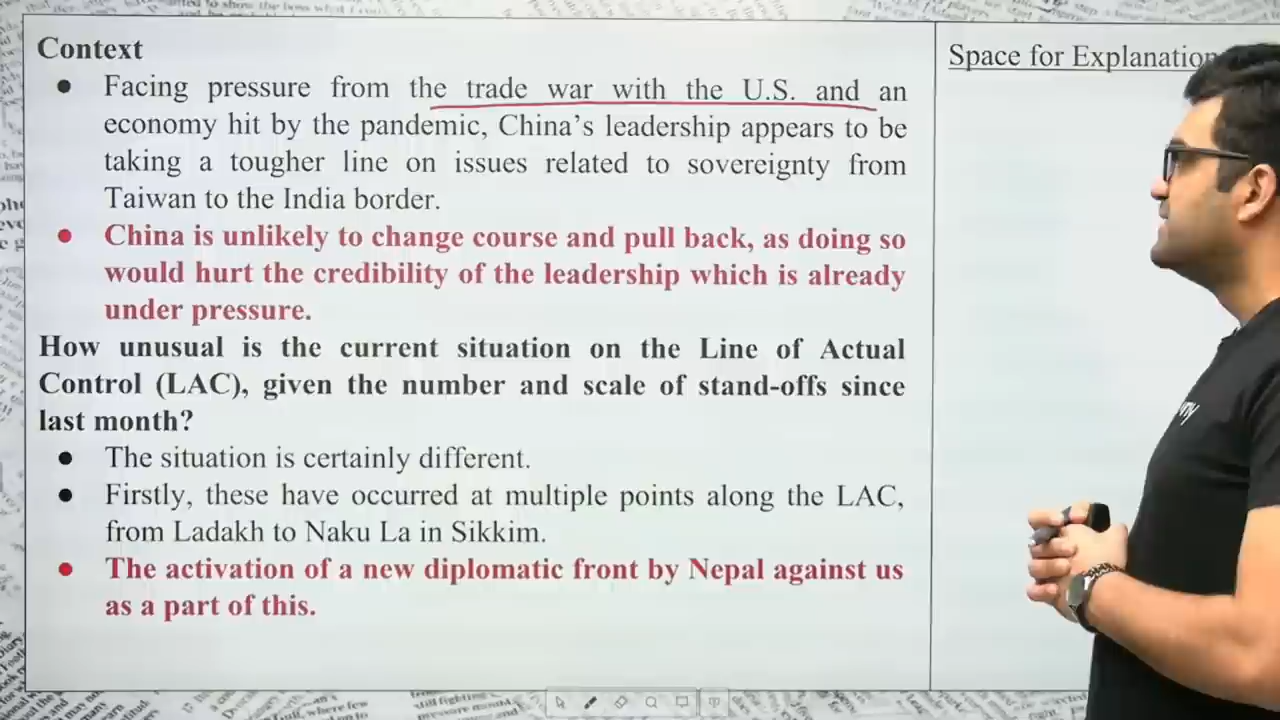 Context
● Facing pressure from the trade war with the U.S. and an
economy hit by the pandemic, China's leadership appears to be
taking a tougher line on issues related to sovereignty from
Taiwan to the India border.
● China is unlikely to change course and pull back, as doing so
would hurt the credibility of the leadership which is already
under pressure.
How unusual is the current situation on the Line of Actual
Control (LAC), given the number and scale of stand-offs since
last month?
● The situation is certainly different.
● Firstly, these have occurred at multiple points along the LAC,
from Ladakh to Naku La in Sikkim.
● The activation of a new diplomatic front by Nepal against us
as a part of this.
Space for Explanation